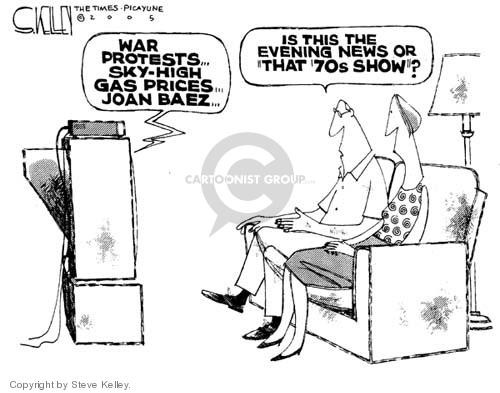 S.KELLEY
THE TIMES-PICAYUNE
©2005
WAR
PROTESTS...
SKY-HIGH
GAS PRICES...
JOAN BAEZ...
IS THIS THE
EVENING NEWS OR
"THAT '70s SHOW"?
CARTOONIST GROUP.COM
Copyright by Steve Kelley.